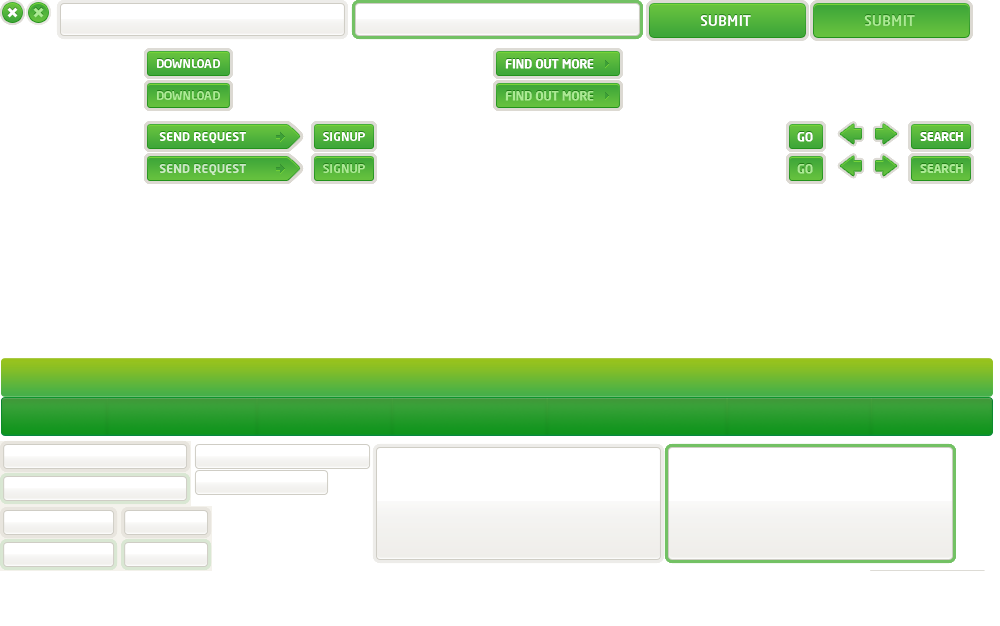 SUBMIT SUBMIT
DOWNLOAD FIND OUT MORE
DOWNLOAD FIND OUT MORE
SEND REQUEST SIGNUP GO SEARCH
SEND REQUEST SIGNUP GO SEARCH